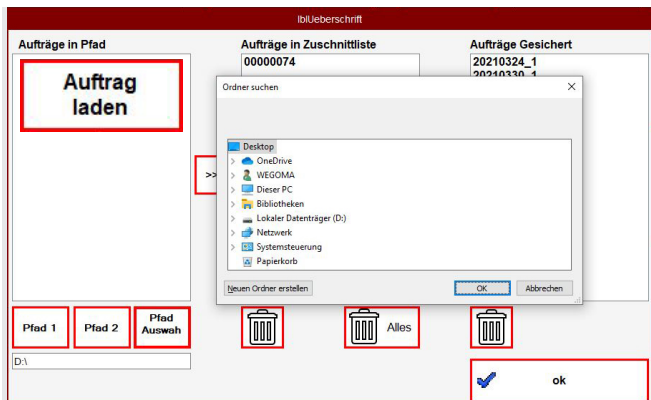 lblUeberschrift
Aufträge in Pfad
Aufträge in Zuschnittliste
Aufträge Gesichert
Auftrag
laden
00000074
20210324_1
20210330_1
>>
Ordner suchen
Desktop
OneDrive
WEGOMA
Dieser PC
Bibliotheken
Lokaler Datenträger (D:)
Netzwerk
Systemsteuerung
Papierkorb
Neuen Ordner erstellen
OK
Abbrechen
Pfad 1
Pfad 2
Pfad
Auswah
Alles
D:\
ok